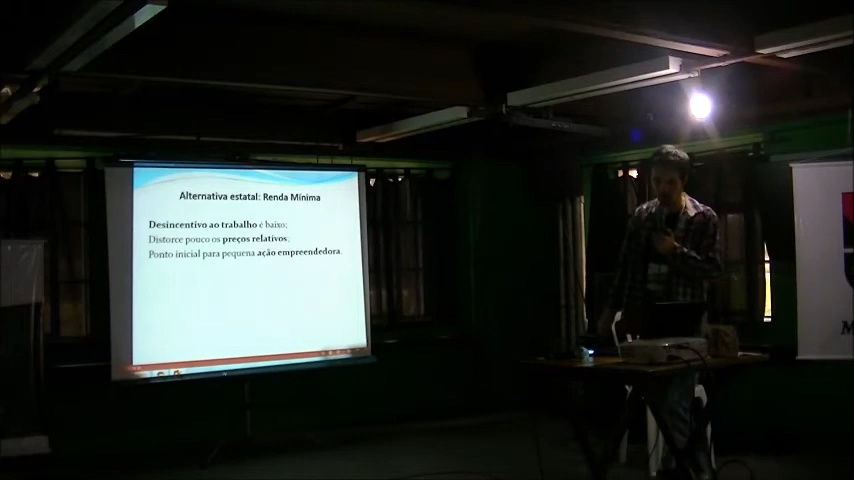 Alternativa estatal: Renda Mínima
Desincentivo ao trabalho é baixo;
Distorce pouco os preços relativos;
Ponto inicial para pequena ação empreendedora.
M